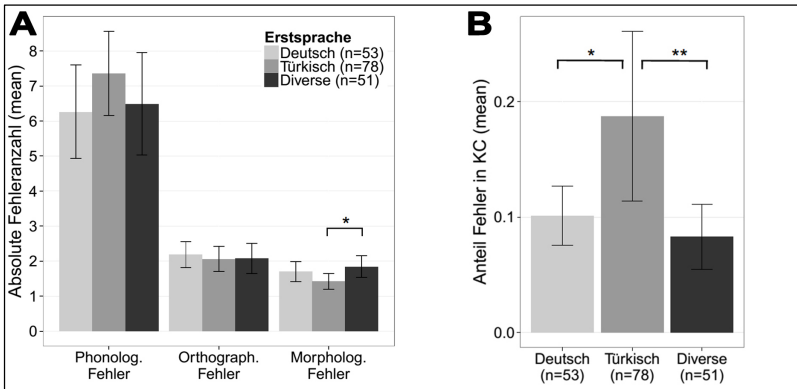 A
Absolute Fehleranzahl (mean)
8
7
6
5
4
3
2
1
0
Erstsprache
Deutsch (n=53)
Türkisch (n=78)
Diverse (n=51)
*
Phonolog.
Fehler
Orthograph.
Fehler
Morpholog.
Fehler
B
Anteil Fehler in KC (mean)
0.2
0.1
0.0
*
**
Deutsch
(n=53)
Türkisch
(n=78)
Diverse
(n=51)